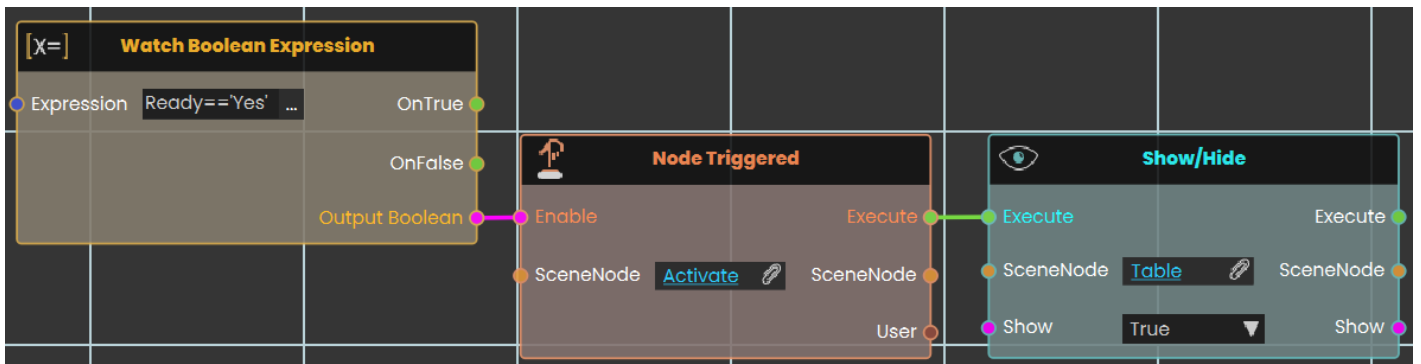 [X=] Watch Boolean Expression
Expression Ready=='Yes' ... OnTrue
OnFalse
Output Boolean
Node Triggered
Enable Execute
SceneNode Activate SceneNode
User
Show/Hide
Execute Execute
SceneNode Table SceneNode
Show True Show